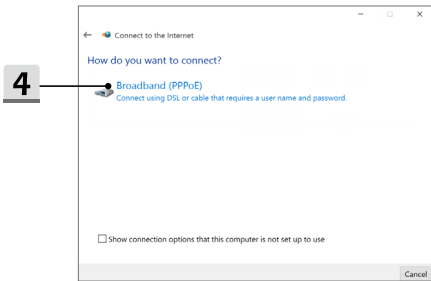 Connect to the Internet
How do you want to connect?
4
Broadband (PPPoE)
Connect using DSL or cable that requires a user name and password.
Show connection options that this computer is not set up to use
Cancel